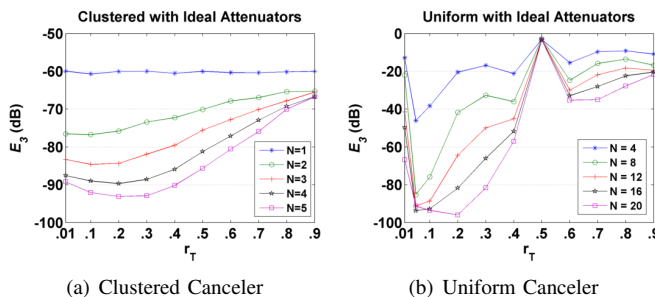 Clustered with Ideal Attenuators
-50
-60
-70
-80
-90
-100
E3 (dB)
.01 .1 .2 .3 .4 .5 .6 .7 .8 .9
rT
N=1
N=2
N=3
N=4
N=5
(a) Clustered Canceler
Uniform with Ideal Attenuators
0
-20
-40
-60
-80
-100
E3 (dB)
.01 .1 .2 .3 .4 .5 .6 .7 .8 .9
rT
N = 4
N = 8
N = 12
N = 16
N = 20
(b) Uniform Canceler